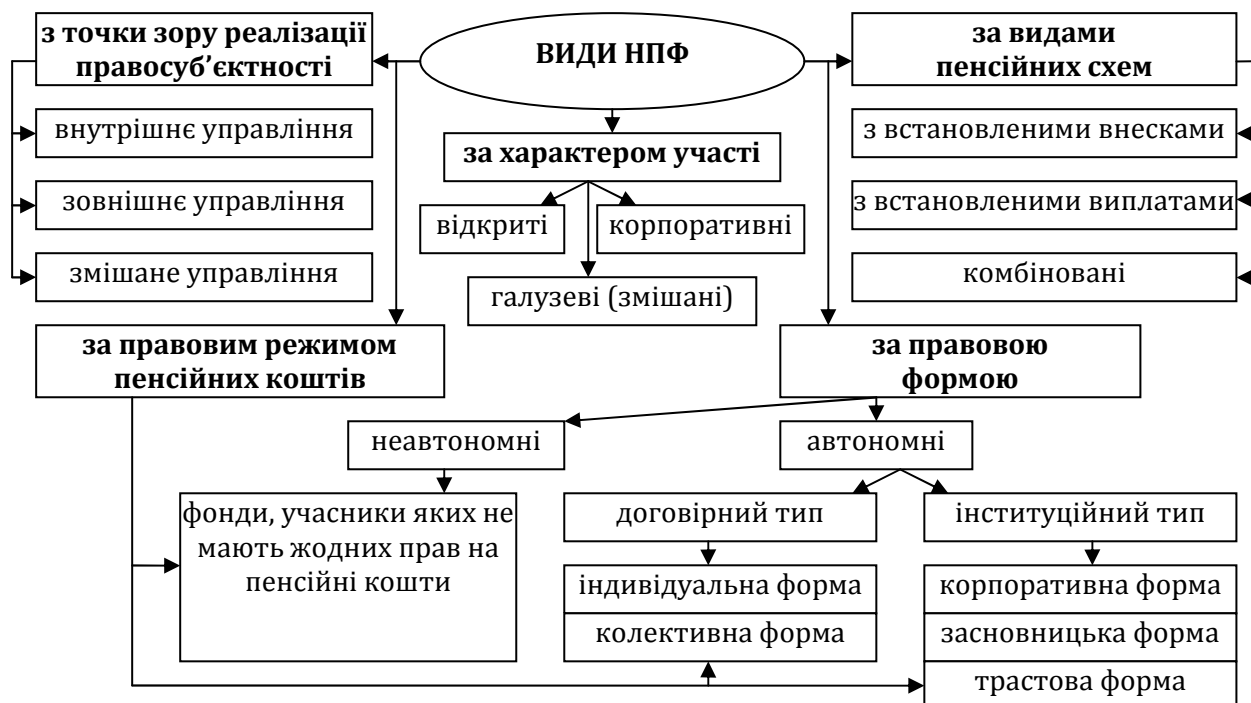 з точки зору реалізації
правосуб’єктності
ВИДИ НПФ
за видами
пенсійних схем
внутрішнє управління
зовнішнє управління
змішане управління
за характером участі
відкриті
корпоративні
галузеві (змішані)
з встановленими внесками
з встановленими виплатами
комбіновані
за правовим режимом
пенсійних коштів
за правовою
формою
неавтономні
автономні
фонди, учасники яких не
мають жодних прав на
пенсійні кошти
договірний тип
інституційний тип
індивідуальна форма
колективна форма
корпоративна форма
засновницька форма
трастова форма